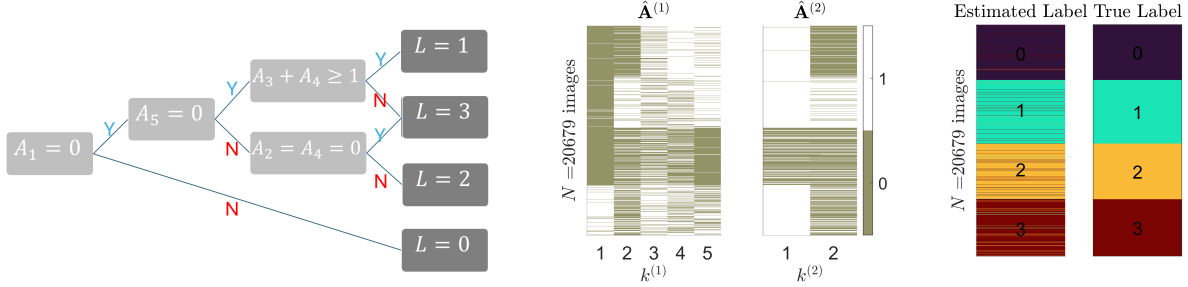 A₁ = 0
Y
N
A₅ = 0
Y
N
A₃ + A₄ ≥ 1
Y
N
A₂ = A₄ = 0
Y
N
L = 1
L = 3
L = 2
L = 0
Â⁽¹⁾
N =20679 images
1 2 3 4 5
k⁽¹⁾
Â⁽²⁾
1 2
k⁽²⁾
1
0
Estimated Label
True Label
N =20679 images
0
1
2
3
0
1
2
3